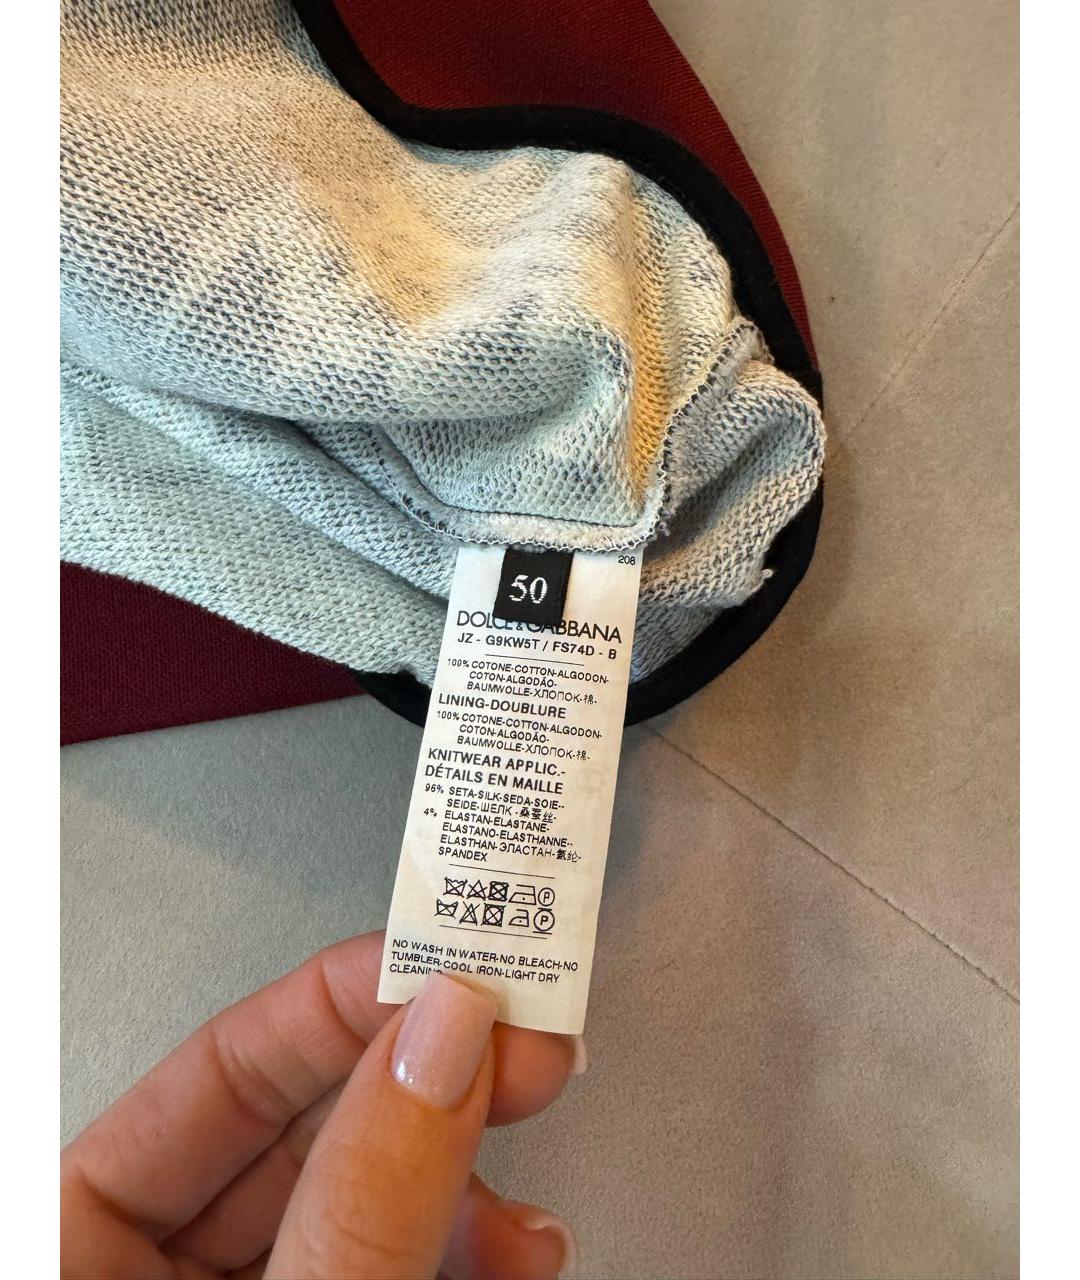 208
50
DOLCE & GABBANA
JZ - G9KW5T / FS74D - B
100% COTONE-COTTON-ALGODON-
COTON-ALGODÃO-
BAUMWOLLE-ХЛОПОК-棉-
LINING-DOUBLURE
100% COTONE-COTTON-ALGODON-
COTON-ALGODÃO-
BAUMWOLLE-ХЛОПОК-棉-
KNITWEAR APPLIC.-
DÉTAILS EN MAILLE
96% SETA-SILK-SEDA-SOIE--
SEIDE-ШЕЛК -桑蚕丝-
4% ELASTAN-ELASTANE-
ELASTANO-ELASTHANNE--
ELASTHAN-ЭЛАСТАН-氨纶-
SPANDEX
P
P
NO WASH IN WATER-NO BLEACH-NO
TUMBLER-COOL IRON-LIGHT DRY
CLEANING